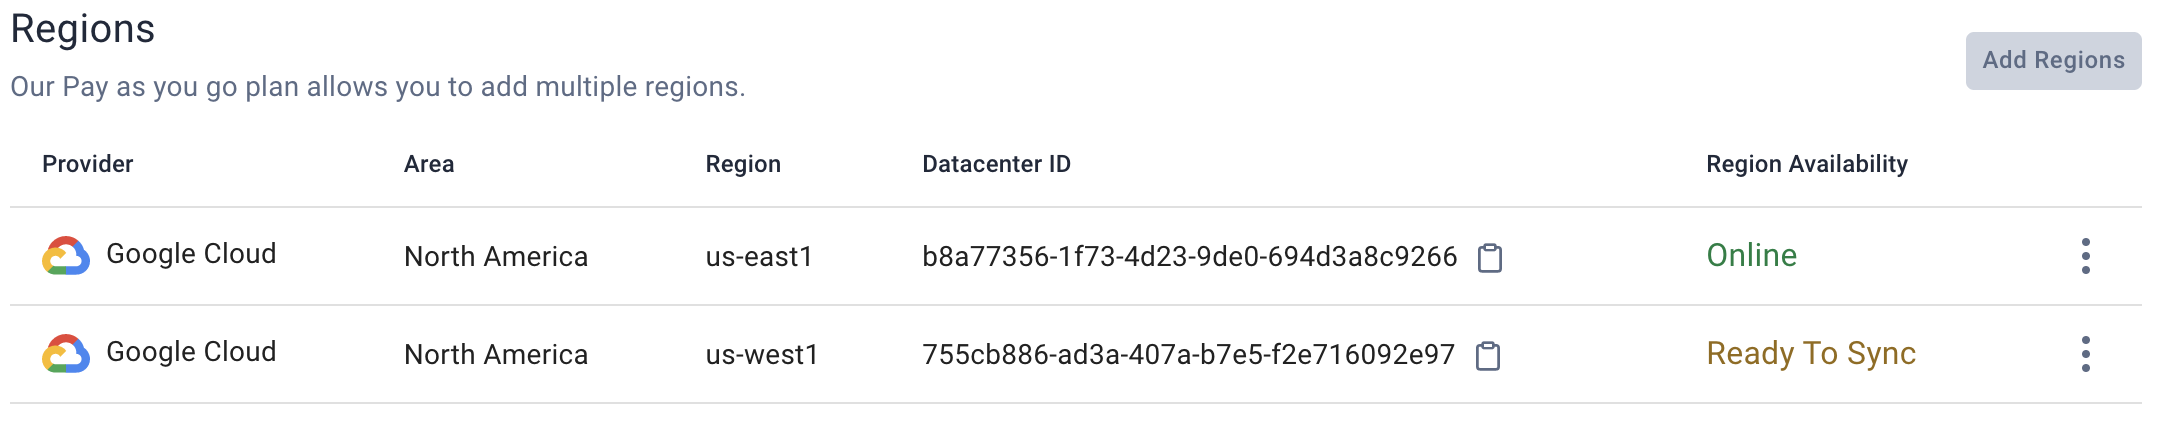 Regions
Add Regions
Our Pay as you go plan allows you to add multiple regions.
Provider Area Region Datacenter ID Region Availability
Google Cloud North America us-east1 b8a77356-1f73-4d23-9de0-694d3a8c9266 Online
Google Cloud North America us-west1 755cb886-ad3a-407a-b7e5-f2e716092e97 Ready To Sync